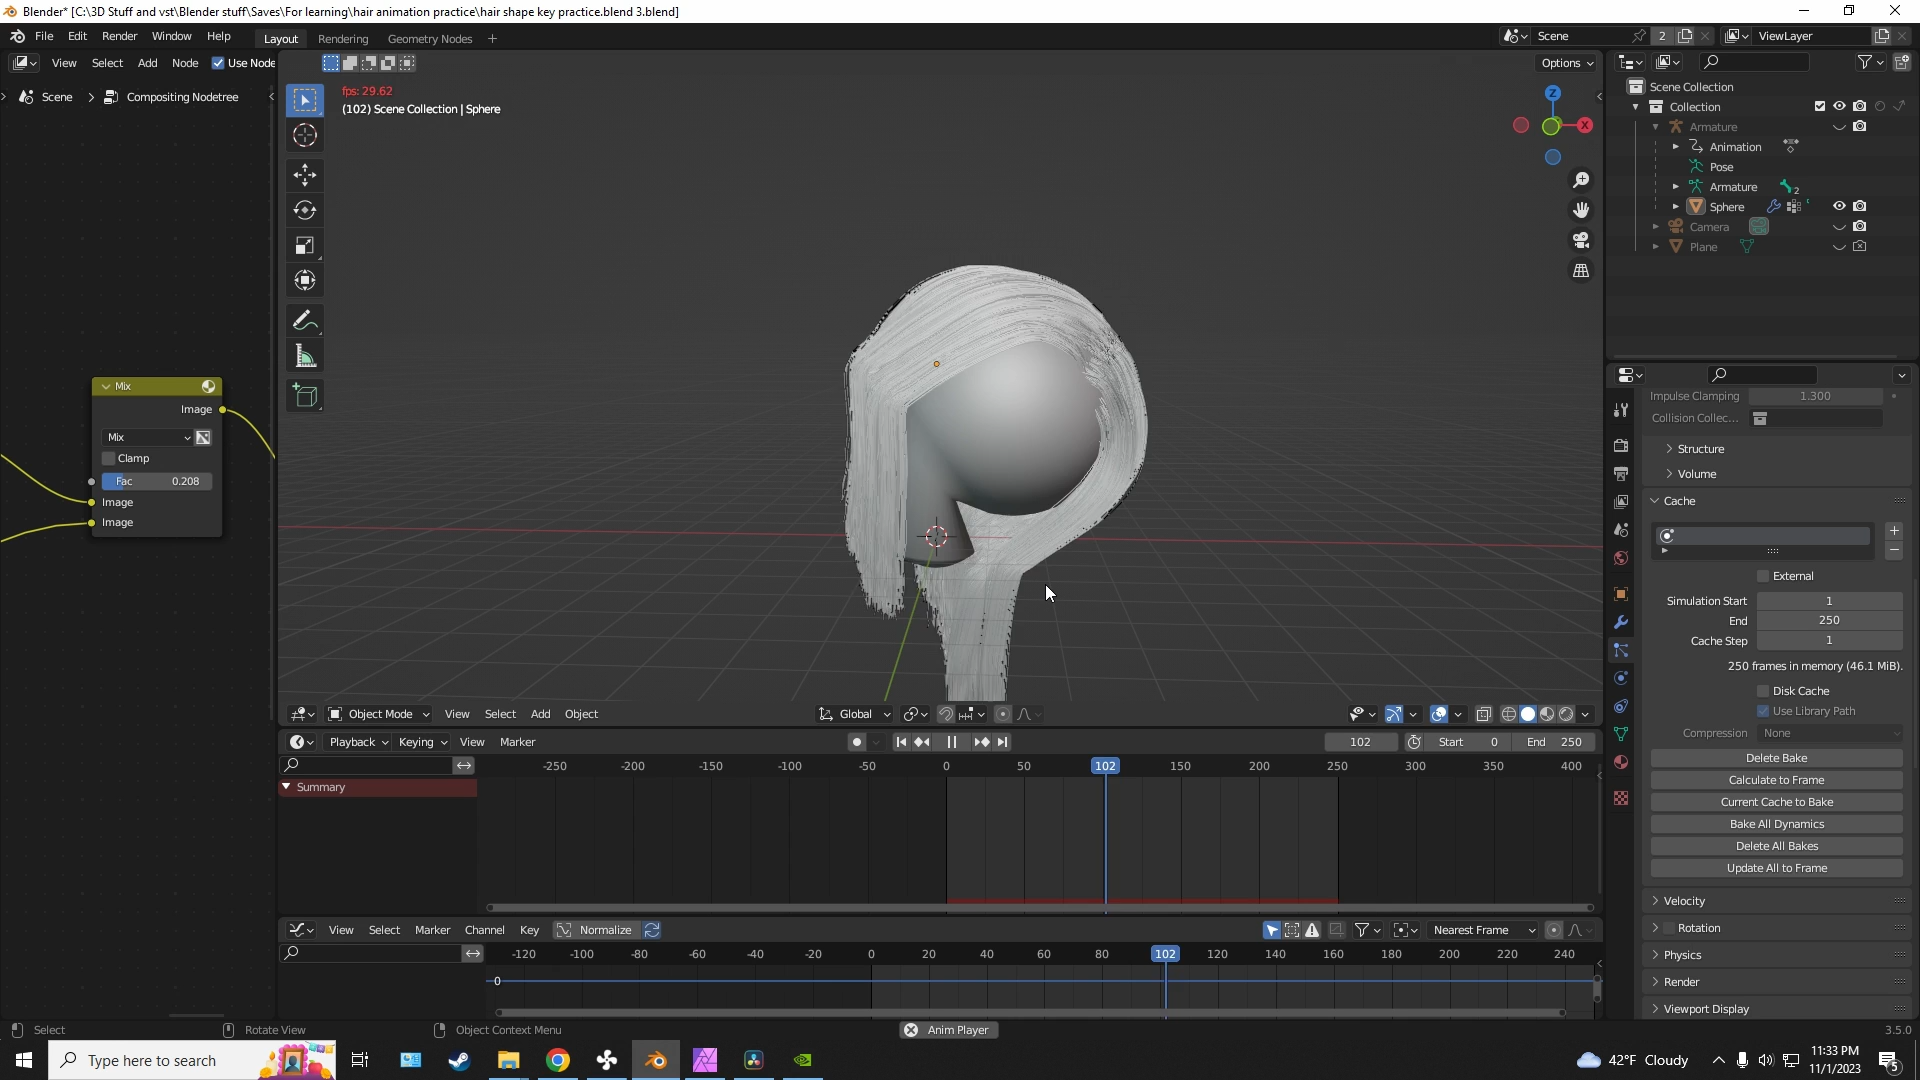 Blender* [C:\3D Stuff and vst\Blender stuff\Saves\For learning\hair animation practice\hair shape key practice.blend 3.blend]
File Edit Render Window Help Layout Rendering Geometry Nodes + Scene 2 ViewLayer
View Select Add Node Use Node
Options
Scene > Compositing Nodetree
fps: 29.62
(102) Scene Collection | Sphere
Z
X
Scene Collection
Collection
Armature
Animation
Pose
Armature 2
Sphere
Camera
Plane
Mix
Image
Mix
Clamp
Fac 0.208
Image
Image
Impulse Clamping 1.300
Collision Collec...
Structure
Volume
Cache
External
Simulation Start 1
End 250
Cache Step 1
250 frames in memory (46.1 MiB).
Disk Cache
Use Library Path
Compression None
Delete Bake
Calculate to Frame
Current Cache to Bake
Bake All Dynamics
Delete All Bakes
Update All to Frame
Velocity
Rotation
Physics
Render
Viewport Display
Object Mode View Select Add Object Global
Playback Keying View Marker 102 Start 0 End 250
-250 -200 -150 -100 -50 0 50 102 150 200 250 300 350 400
Summary
View Select Marker Channel Key Normalize Nearest Frame
-120 -100 -80 -60 -40 -20 0 20 40 60 80 102 120 140 160 180 200 220 240
0
Select Rotate View Object Context Menu Anim Player 3.5.0
Type here to search
42°F Cloudy
11:33 PM
11/1/2023
5